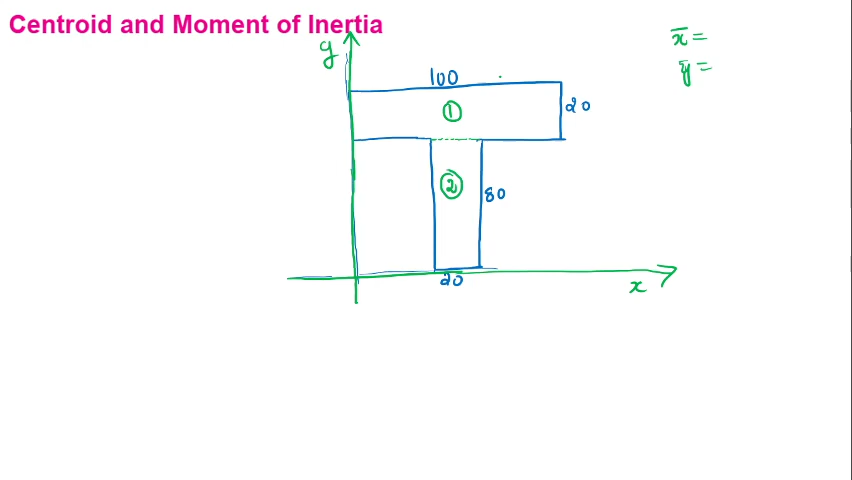 Centroid and Moment of Inertia
x̄ =
ȳ =
y
100
20
①
②
80
20
x